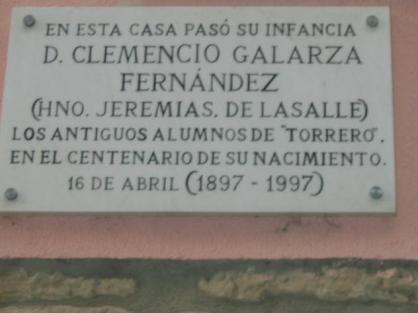 EN ESTA CASA PASÓ SU INFANCIA
D. CLEMENCIO GALARZA
FERNÁNDEZ
(HNO. JEREMIAS. DE LASALLE)
LOS ANTIGUOS ALUMNOS DE "TORRERO".
EN EL CENTENARIO DE SU NACIMIENTO.
16 DE ABRIL (1897 - 1997)